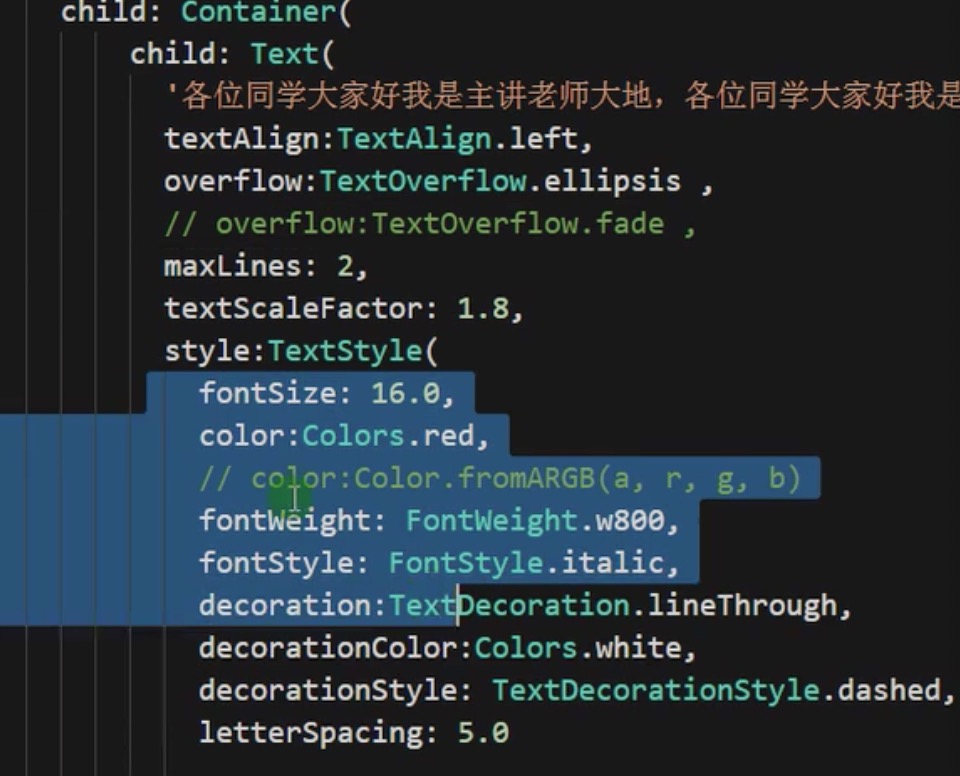 child: Container(
child: Text(
'各位同学大家好我是主讲老师大地，各位同学大家好我是
textAlign:TextAlign.left,
overflow:TextOverflow.ellipsis ,
// overflow:TextOverflow.fade ,
maxLines: 2,
textScaleFactor: 1.8,
style:TextStyle(
fontSize: 16.0,
color:Colors.red,
// color:Color.fromARGB(a, r, g, b)
fontWeight: FontWeight.w800,
fontStyle: FontStyle.italic,
decoration:TextDecoration.lineThrough,
decorationColor:Colors.white,
decorationStyle: TextDecorationStyle.dashed,
letterSpacing: 5.0